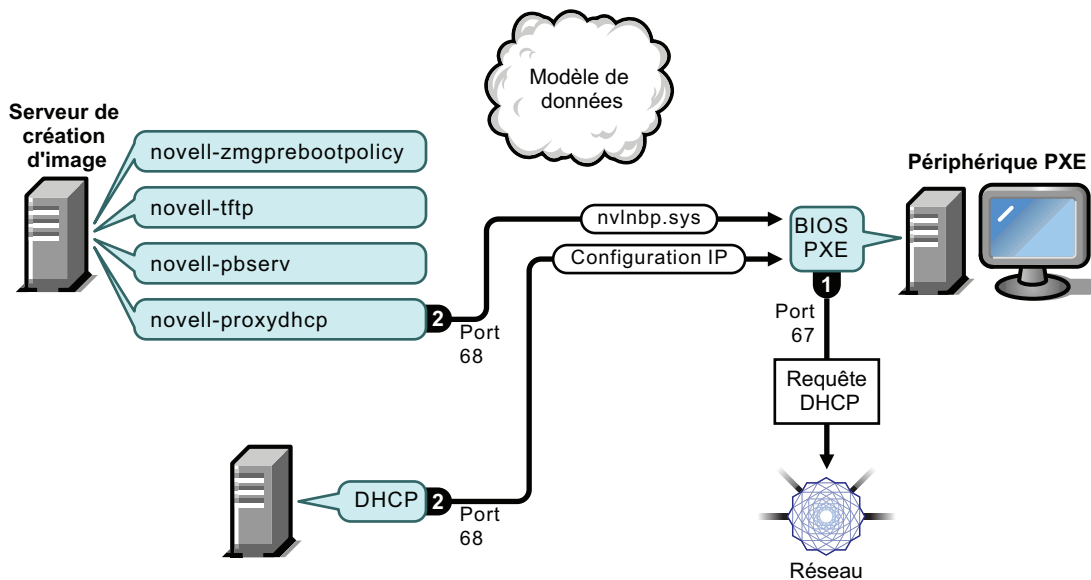 Modèle de
données
Serveur de
création
d'image
novell-zmgprebootpolicy
novell-tftp
novell-pbserv
novell-proxydhcp
2
Port
68
nvlnbp.sys
Configuration IP
BIOS
PXE
1
Port
67
Périphérique PXE
Requête
DHCP
Réseau
DHCP
2
Port
68